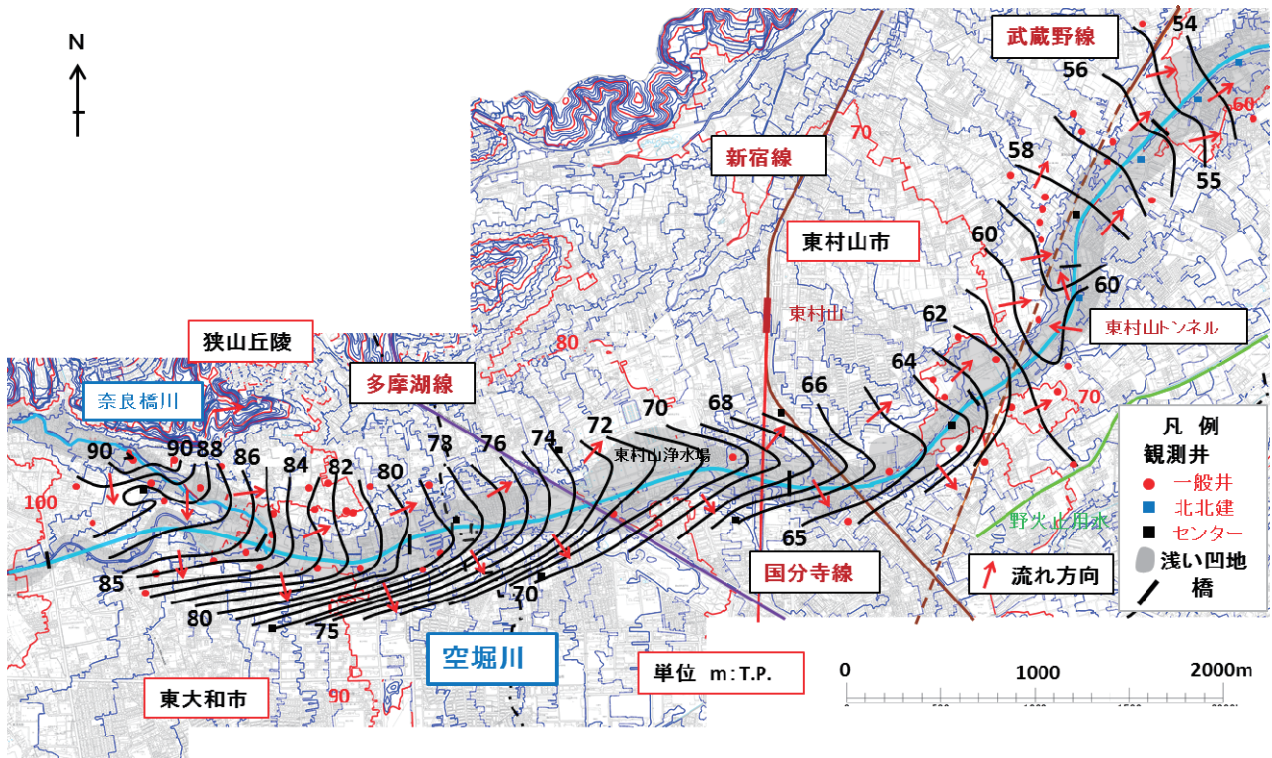 N
武蔵野線
54
56
60
70
新宿線
58
55
東村山市
60
60
東村山
62
東村山トンネル
狭山丘陵
80
多摩湖線
64
66
70
奈良橋川
68
70
72
74
76
78
東村山浄水場
90
90
88
86
84
82
80
100
凡 例
観測井
一般井
北北建
センター
浅い凹地
橋
野火止用水
65
85
国分寺線
流れ方向
70
80
75
空堀川
単位 m:T.P.
0
1000
2000m
0
500
1000
1500
東大和市
90